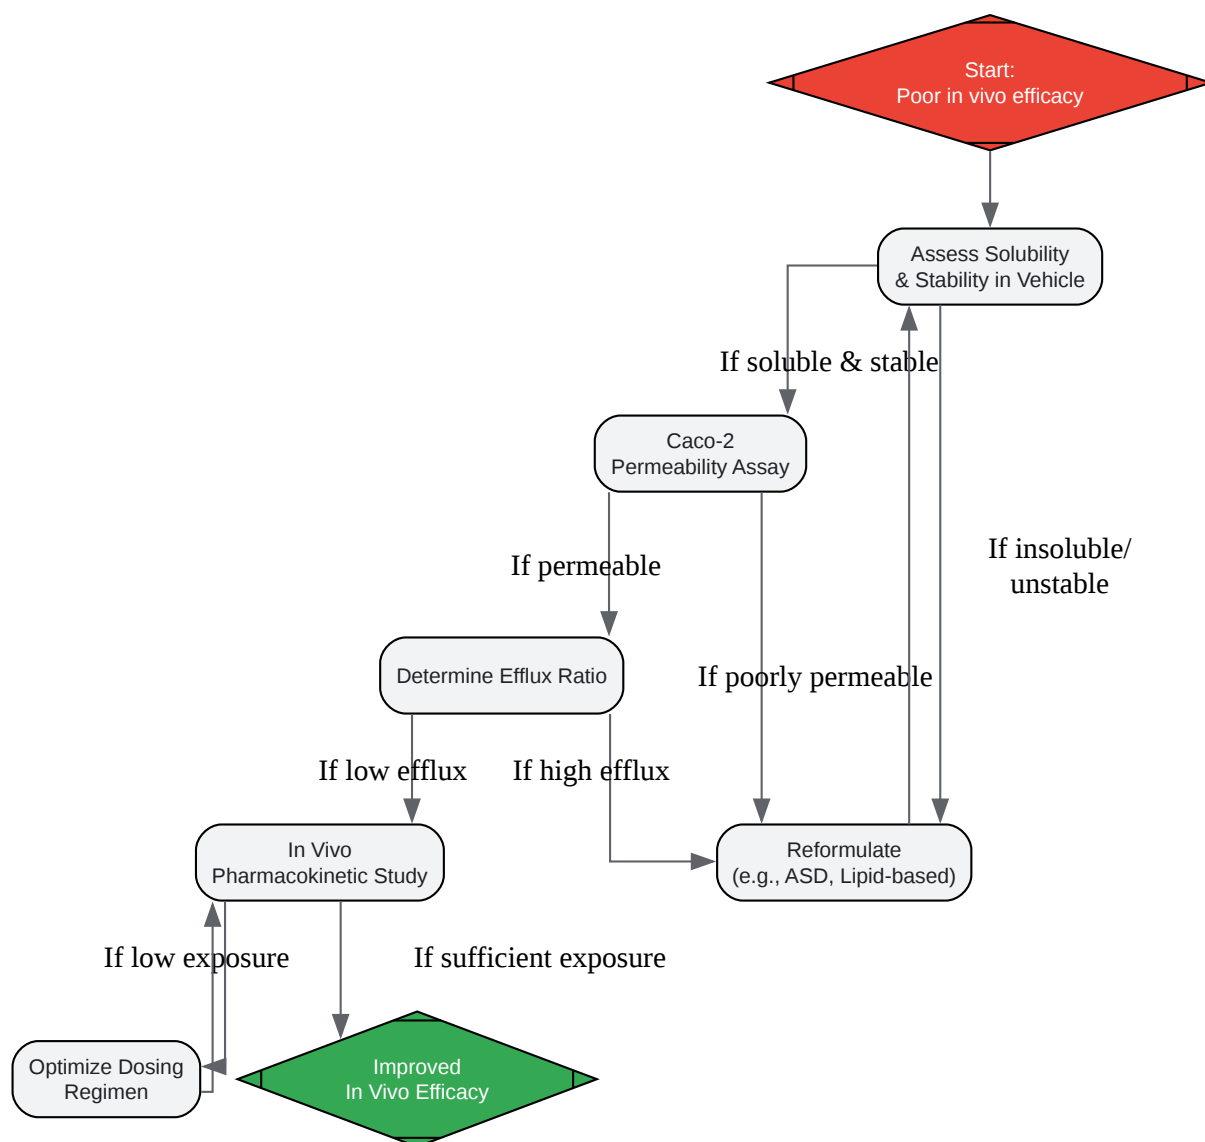 Start:
Poor in vivo efficacy
Assess Solubility
& Stability in Vehicle
If soluble & stable
Caco-2
Permeability Assay
If insoluble/
unstable
If permeable
Determine Efflux Ratio
If poorly permeable
If low efflux
If high efflux
In Vivo
Pharmacokinetic Study
Reformulate
(e.g., ASD, Lipid-based)
If low exposure
If sufficient exposure
Optimize Dosing
Regimen
Improved
In Vivo Efficacy